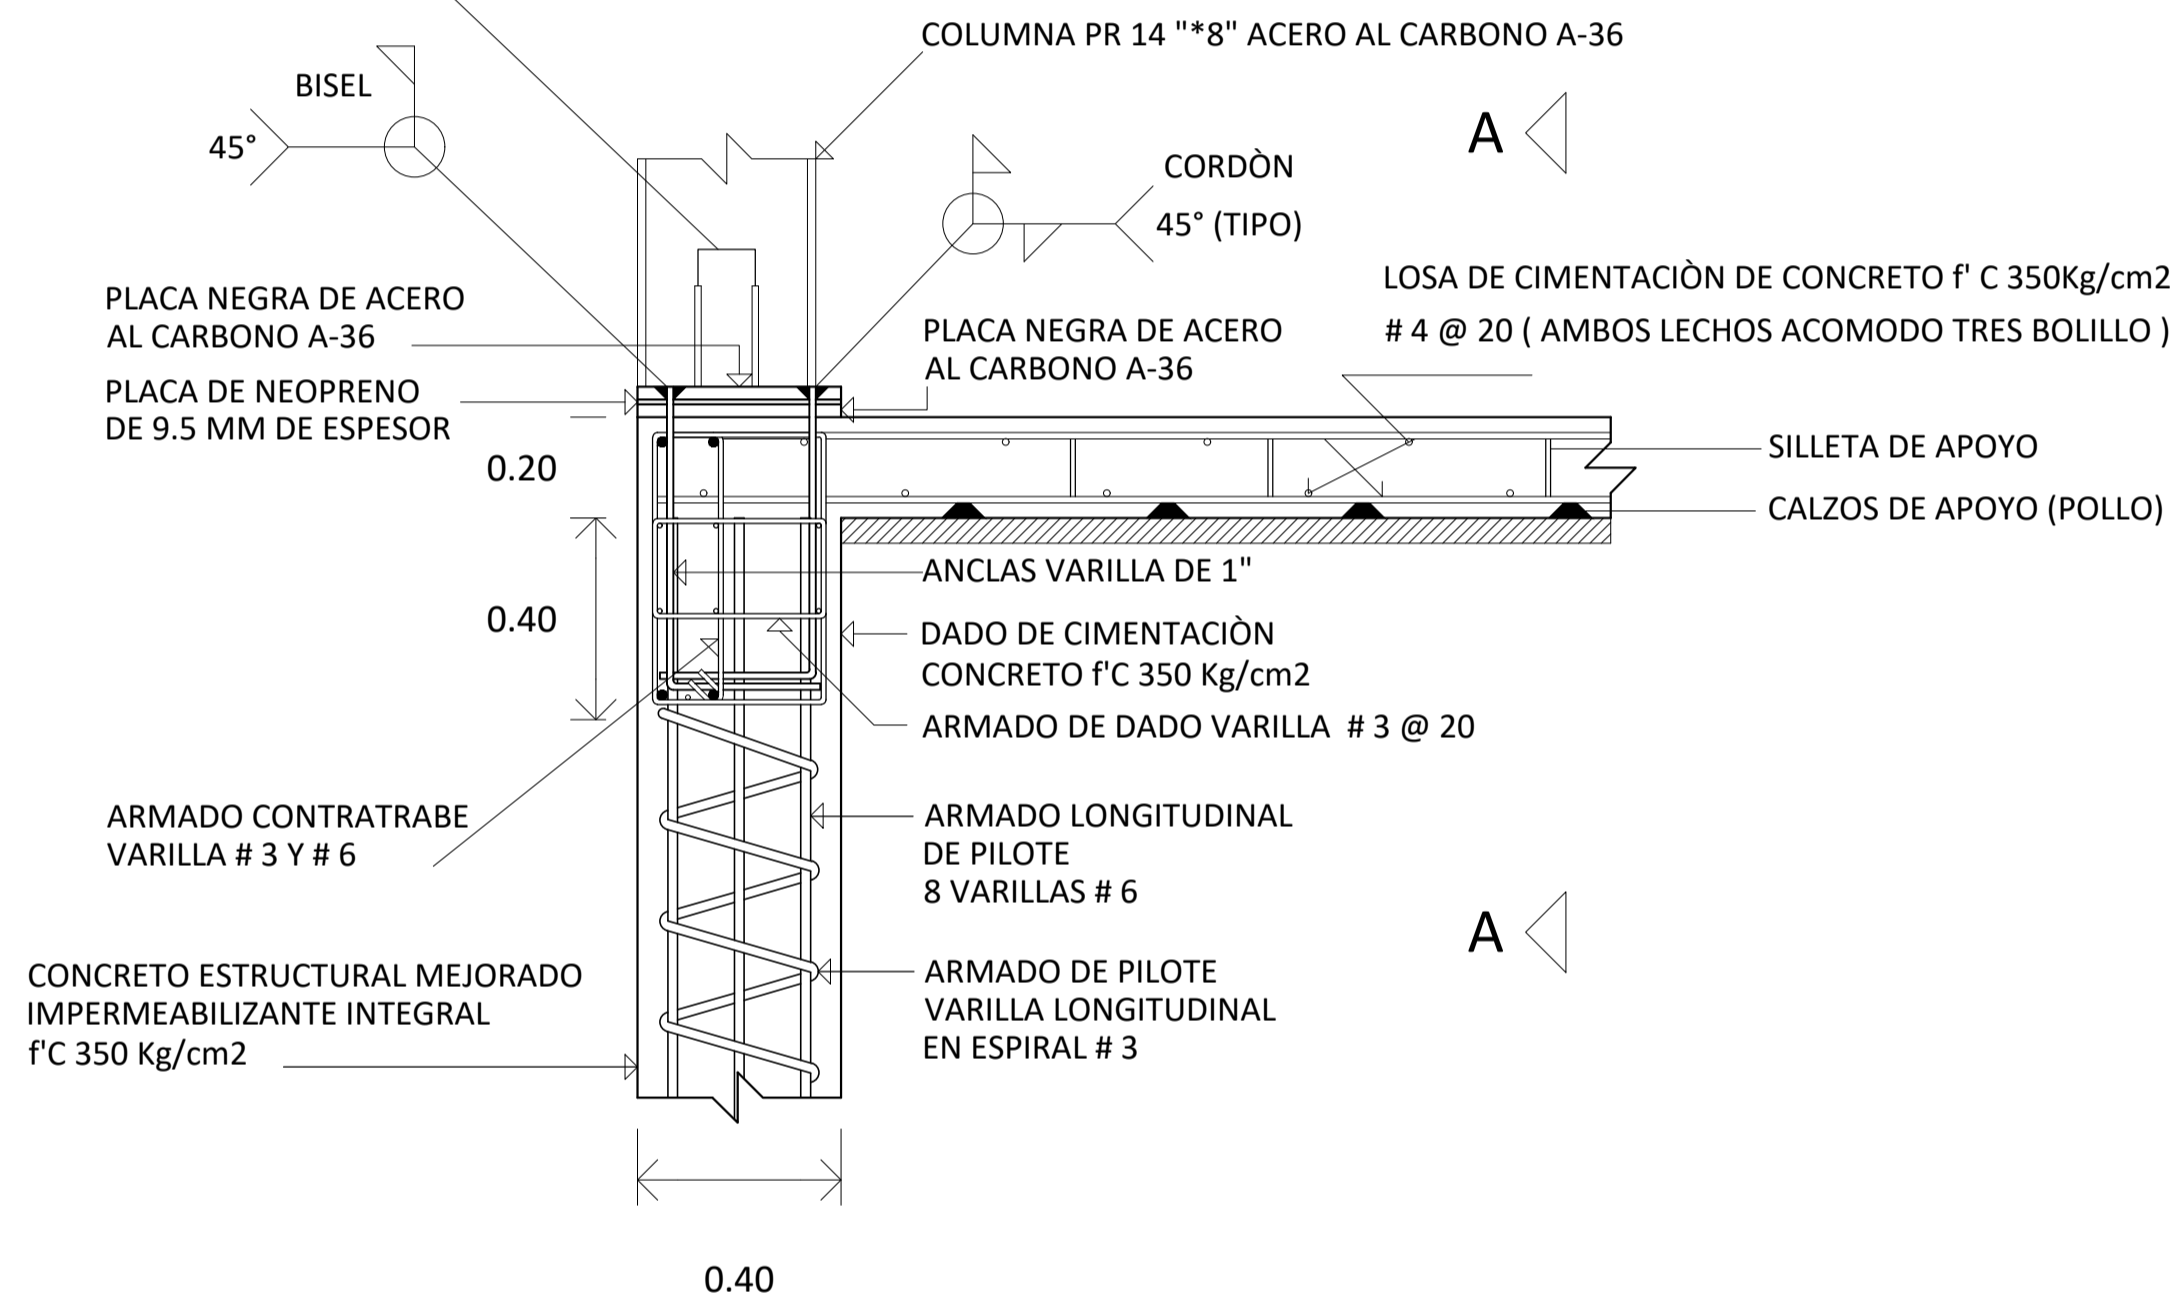 COLUMNA PR 14 "*8" ACERO AL CARBONO A-36
BISEL
45°
A
CORDÒN
45° (TIPO)
LOSA DE CIMENTACIÒN DE CONCRETO f' C 350Kg/cm2
# 4 @ 20 ( AMBOS LECHOS ACOMODO TRES BOLILLO )
PLACA NEGRA DE ACERO
AL CARBONO A-36
PLACA NEGRA DE ACERO
AL CARBONO A-36
PLACA DE NEOPRENO
DE 9.5 MM DE ESPESOR
0.20
SILLETA DE APOYO
CALZOS DE APOYO (POLLO)
ANCLAS VARILLA DE 1"
0.40
DADO DE CIMENTACIÒN
CONCRETO f'C 350 Kg/cm2
ARMADO DE DADO VARILLA # 3 @ 20
ARMADO CONTRATRABE
VARILLA # 3 Y # 6
ARMADO LONGITUDINAL
DE PILOTE
8 VARILLAS # 6
A
CONCRETO ESTRUCTURAL MEJORADO
IMPERMEABILIZANTE INTEGRAL
f'C 350 Kg/cm2
ARMADO DE PILOTE
VARILLA LONGITUDINAL
EN ESPIRAL # 3
0.40